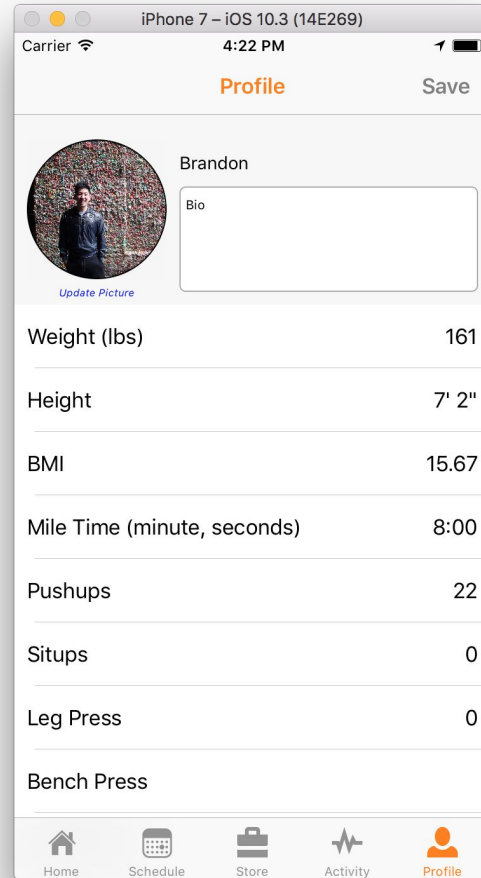 iPhone 7 – iOS 10.3 (14E269)
Carrier 4:22 PM
Profile Save
Brandon
Bio
Update Picture
Weight (lbs) 161
Height 7' 2"
BMI 15.67
Mile Time (minute, seconds) 8:00
Pushups 22
Situps 0
Leg Press 0
Bench Press
Home Schedule Store Activity Profile